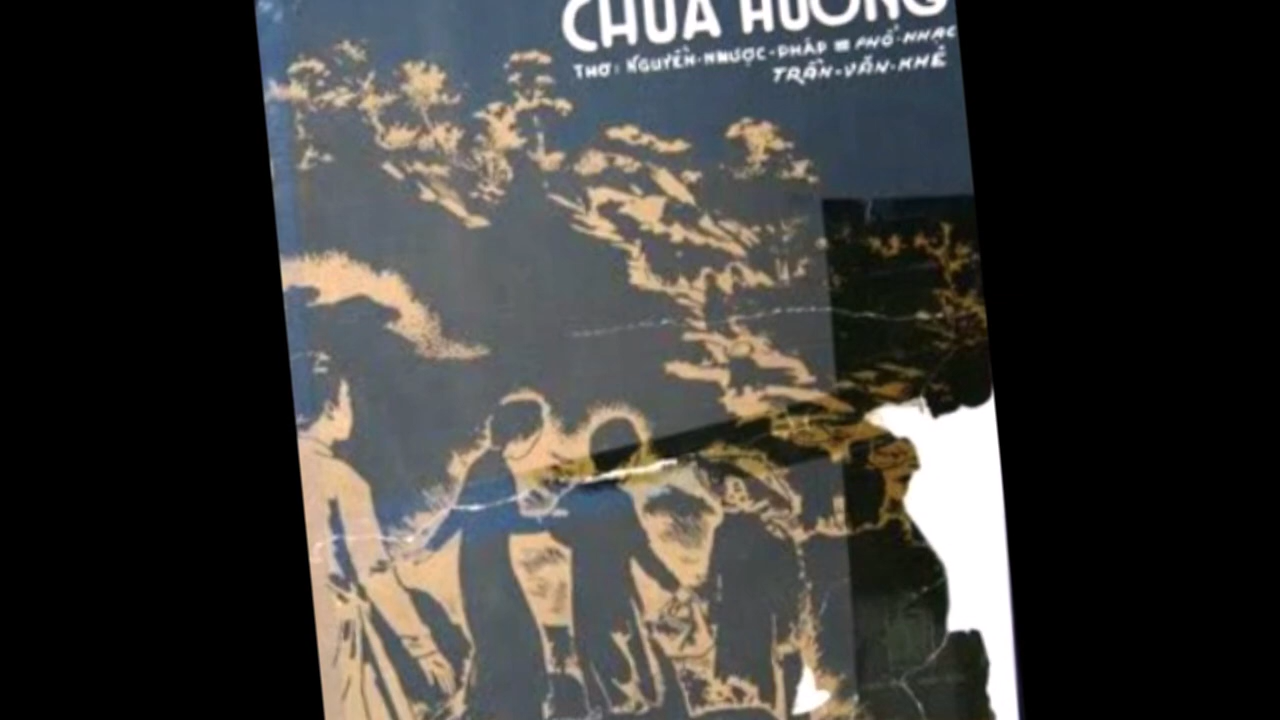 CHÙA HƯƠNG
THƠ: NGUYỄN-NHƯỢC-PHÁP = PHỔ-NHẠC
TRẦN-VĂN-KHÊ